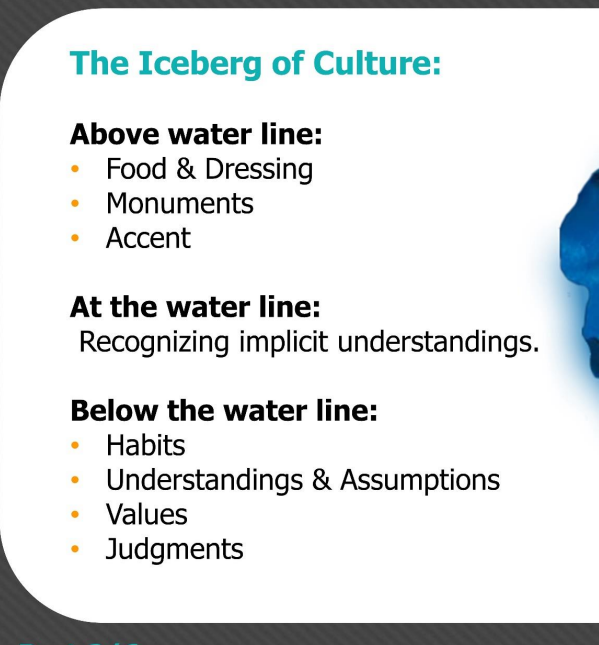 The Iceberg of Culture:
Above water line:
• Food & Dressing
• Monuments
• Accent
At the water line:
Recognizing implicit understandings.
Below the water line:
• Habits
• Understandings & Assumptions
• Values
• Judgments